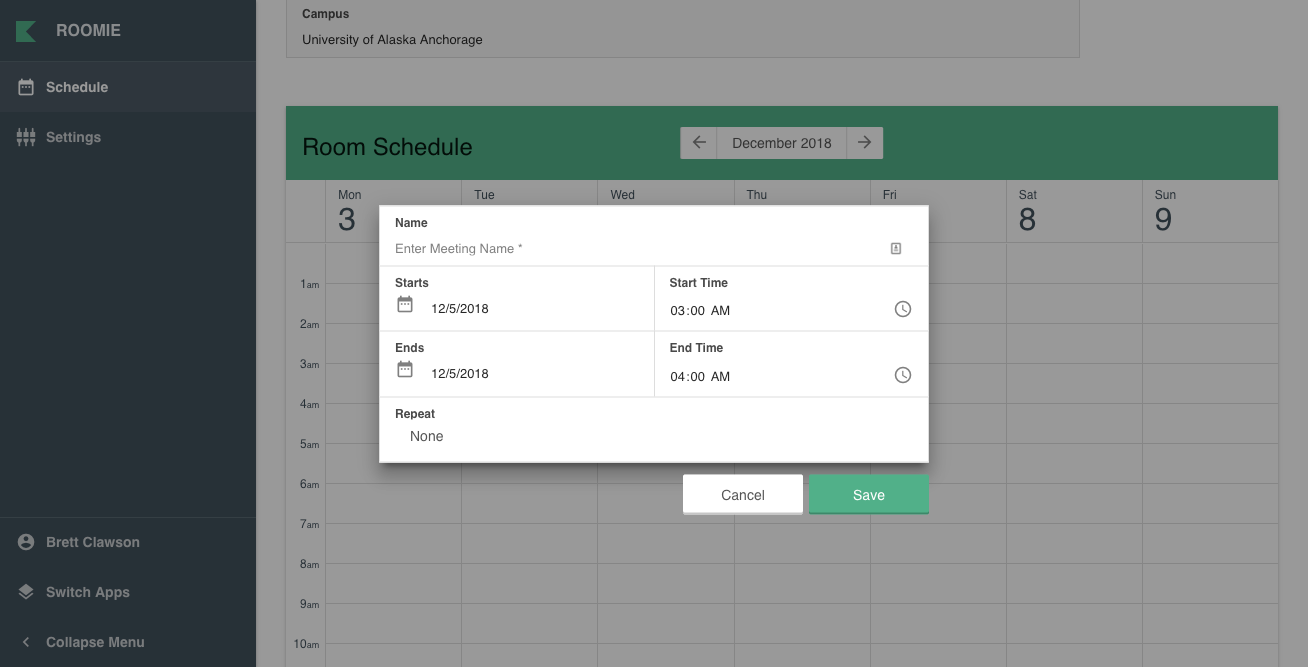 ROOMIE
Schedule
Settings
Brett Clawson
Switch Apps
Collapse Menu
Campus
University of Alaska Anchorage
Room Schedule
December 2018
Mon
3
Tue
Wed
Thu
Fri
Sat
8
Sun
9
1am
2am
3am
4am
5am
6am
7am
8am
9am
10am
Name
Enter Meeting Name *
Starts
12/5/2018
Start Time
03:00 AM
Ends
12/5/2018
End Time
04:00 AM
Repeat
None
Cancel
Save